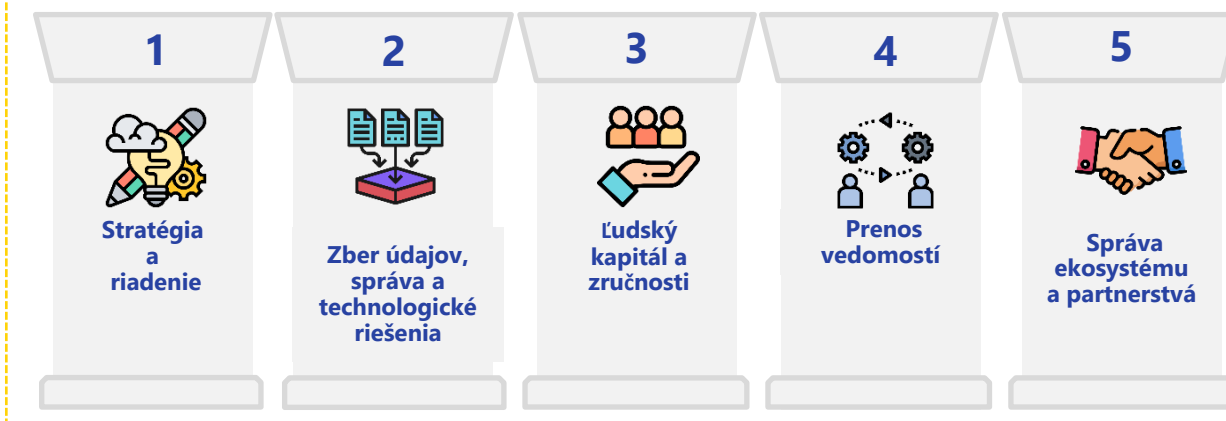 1
Stratégia
a
riadenie
2
Zber údajov,
správa a
technologické
riešenia
3
Ľudský
kapitál a
zručnosti
4
Prenos
vedomostí
5
Správa
ekosystému
a partnerstvá